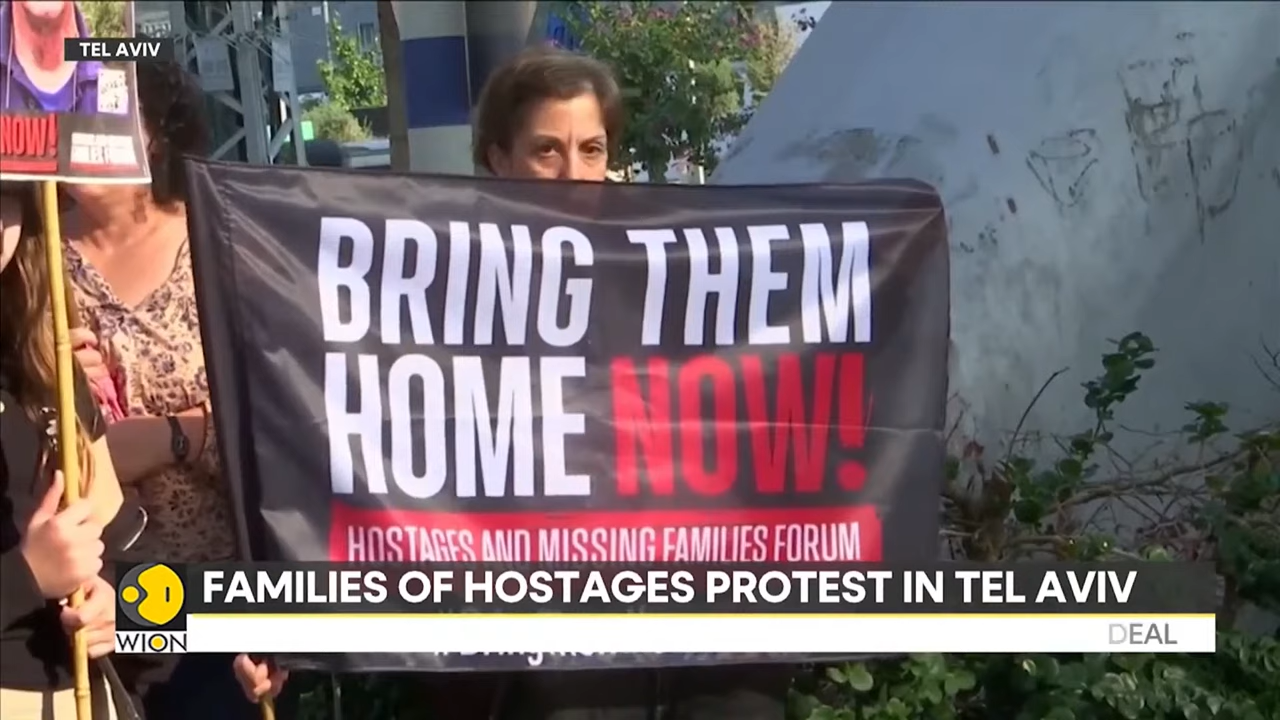 TEL AVIV
NOW!
BRING THEM
HOME NOW!
HOSTAGES AND MISSING FAMILIES FORUM
FAMILIES OF HOSTAGES PROTEST IN TEL AVIV
WION
DEAL